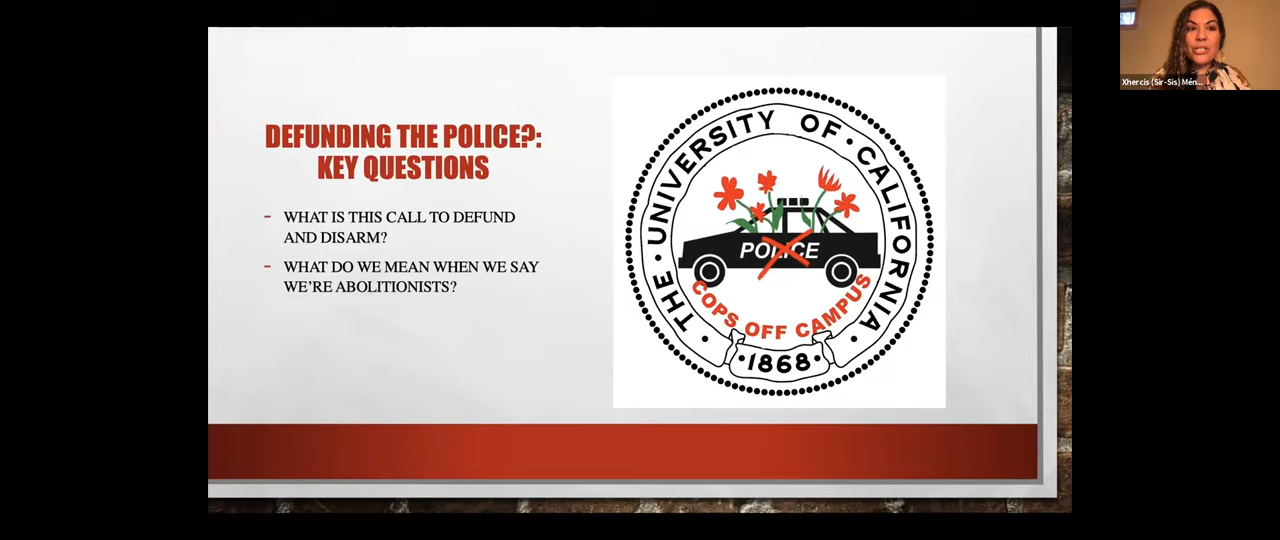 DEFUNDING THE POLICE?:
KEY QUESTIONS
- WHAT IS THIS CALL TO DEFUND
AND DISARM?
- WHAT DO WE MEAN WHEN WE SAY
WE'RE ABOLITIONISTS?
• THE • UNIVERSITY OF • CALIFORNIA •
POLICE
COPS OFF CAMPUS
•1868•
Xhercis (Sir-Sis) Mén...